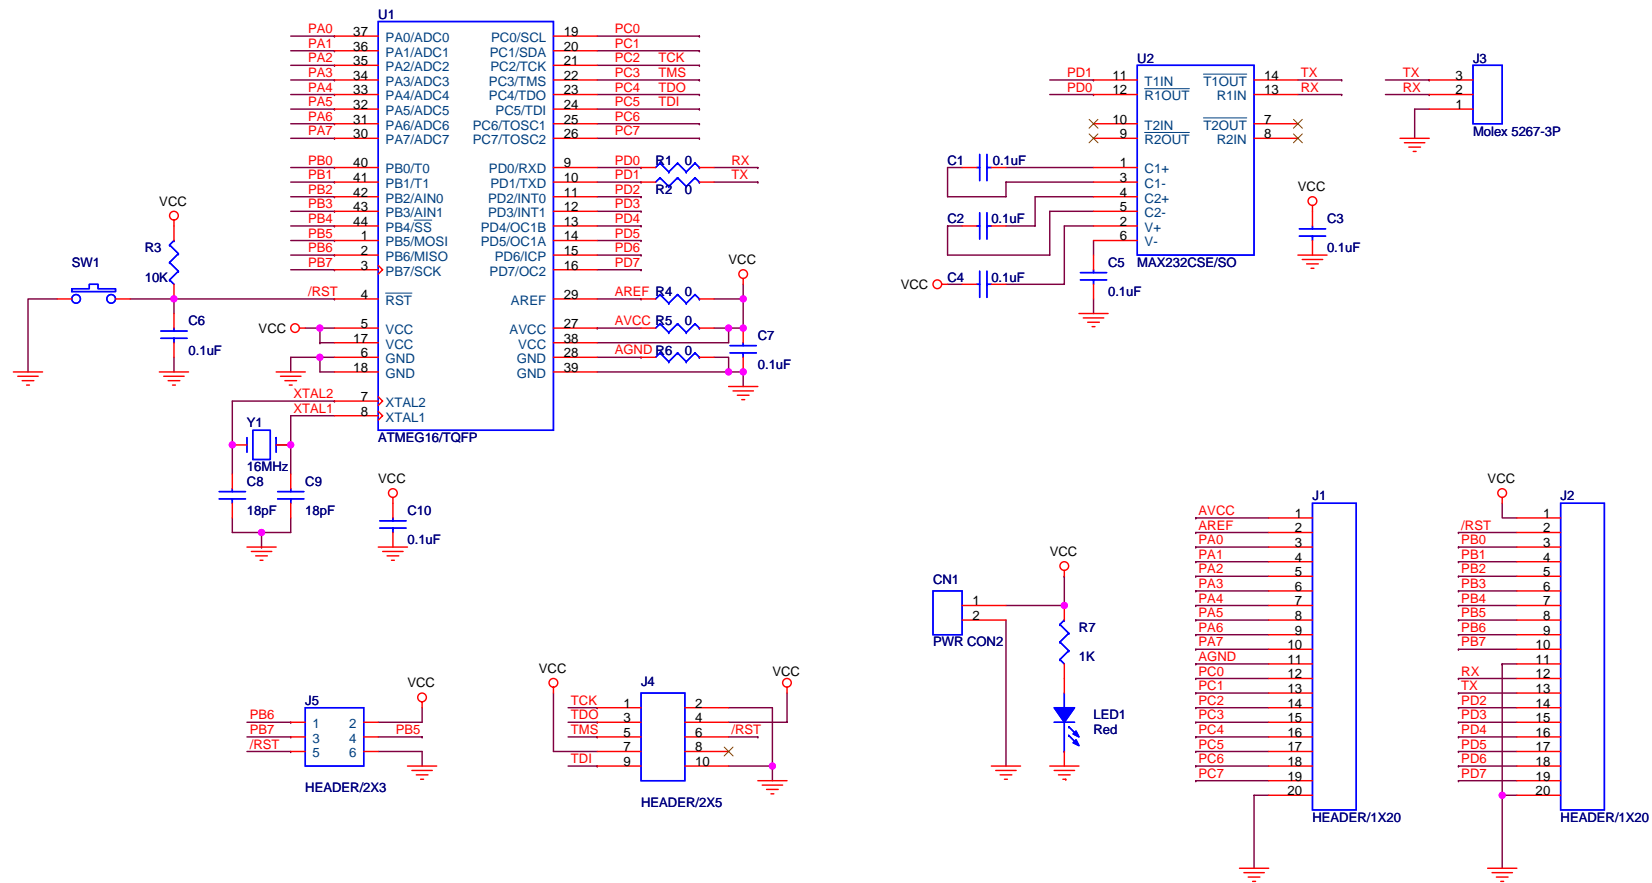 U1
PA0 37 PA0/ADC0 PC0/SCL 19 PC0
PA1 36 PA1/ADC1 PC1/SDA 20 PC1
PA2 35 PA2/ADC2 PC2/TCK 21 PC2 TCK
PA3 34 PA3/ADC3 PC3/TMS 22 PC3 TMS
PA4 33 PA4/ADC4 PC4/TDO 23 PC4 TDO
PA5 32 PA5/ADC5 PC5/TDI 24 PC5 TDI
PA6 31 PA6/ADC6 PC6/TOSC1 25 PC6
PA7 30 PA7/ADC7 PC7/TOSC2 26 PC7
PB0 40 PB0/T0 PD0/RXD 9 PD0 R1 0 RX
PB1 41 PB1/T1 PD1/TXD 10 PD1 R2 0 TX
PB2 42 PB2/AIN0 PD2/INT0 11 PD2
PB3 43 PB3/AIN1 PD3/INT1 12 PD3
PB4 44 PB4/SS PD4/OC1B 13 PD4
PB5 1 PB5/MOSI PD5/OC1A 14 PD5
PB6 2 PB6/MISO PD6/ICP 15 PD6
PB7 3 PB7/SCK PD7/OC2 16 PD7
/RST 4 RST AREF 29 AREF R4 0
VCC 5 VCC AVCC 27 AVCC R5 0
17 VCC VCC 38
6 GND GND 28 AGND R6 0
18 GND GND 39
XTAL2 7 XTAL2
XTAL1 8 XTAL1
ATMEG16/TQFP
VCC
R3
10K
SW1
C6
0.1uF
VCC
C7
0.1uF
Y1
16MHz
C8
18pF
C9
18pF
VCC
C10
0.1uF
U2
PD1 11 T1IN T1OUT 14 TX
PD0 12 R1OUT R1IN 13 RX
10 T2IN T2OUT 7
9 R2OUT R2IN 8
C1 0.1uF 1 C1+
3 C1-
4 C2+
C2 0.1uF 5 C2-
2 V+
6 V-
MAX232CSE/SO
VCC C4 0.1uF
C5
0.1uF
VCC
C3
0.1uF
J3
TX 3
RX 2
1
Molex 5267-3P
J5
VCC
PB6 1 2
PB7 3 4 PB5
/RST 5 6
HEADER/2X3
VCC
J4
VCC
TCK 1 2
TDO 3 4
TMS 5 6 /RST
7 8
TDI 9 10
HEADER/2X5
CN1
1
2
PWR CON2
VCC
R7
1K
LED1
Red
J1
AVCC 1
AREF 2
PA0 3
PA1 4
PA2 5
PA3 6
PA4 7
PA5 8
PA6 9
PA7 10
AGND 11
PC0 12
PC1 13
PC2 14
PC3 15
PC4 16
PC5 17
PC6 18
PC7 19
20
HEADER/1X20
VCC
J2
1
/RST 2
PB0 3
PB1 4
PB2 5
PB3 6
PB4 7
PB5 8
PB6 9
PB7 10
11
RX 12
TX 13
PD2 14
PD3 15
PD4 16
PD5 17
PD6 18
PD7 19
20
HEADER/1X20